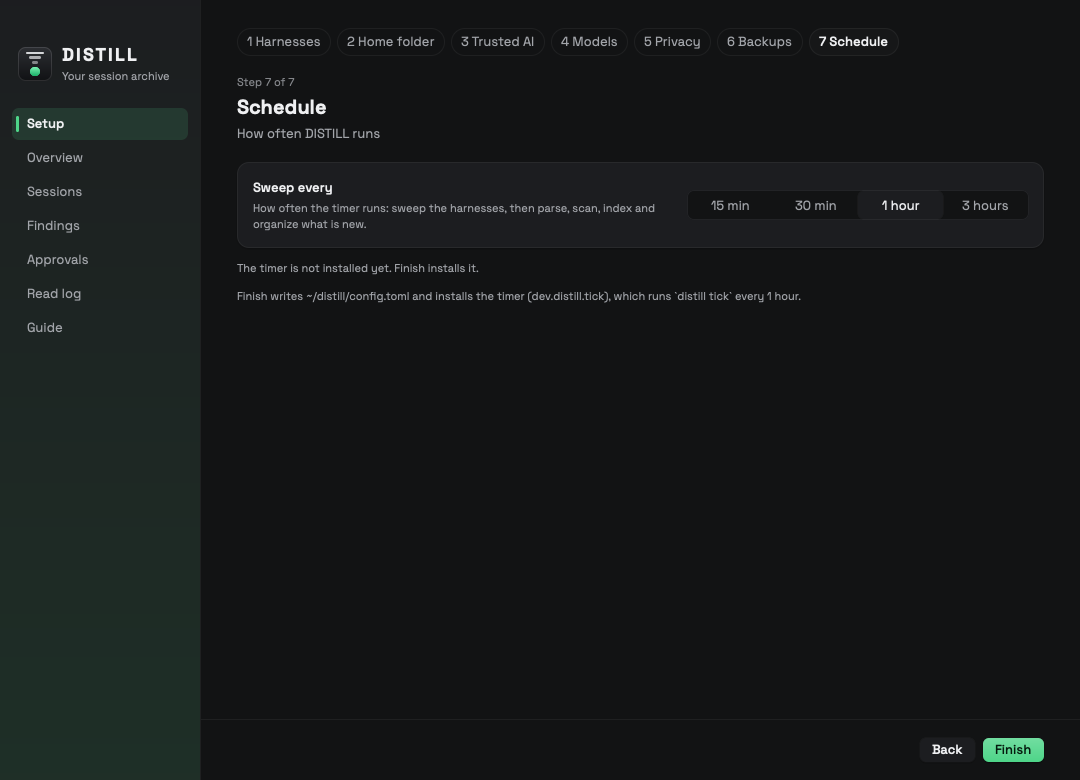 DISTILL
Your session archive
Setup
Overview
Sessions
Findings
Approvals
Read log
Guide
1 Harnesses
2 Home folder
3 Trusted AI
4 Models
5 Privacy
6 Backups
7 Schedule
Step 7 of 7
Schedule
How often DISTILL runs
Sweep every
How often the timer runs: sweep the harnesses, then parse, scan, index and
organize what is new.
15 min
30 min
1 hour
3 hours
The timer is not installed yet. Finish installs it.
Finish writes ~/distill/config.toml and installs the timer (dev.distill.tick), which runs `distill tick` every 1 hour.
Back
Finish